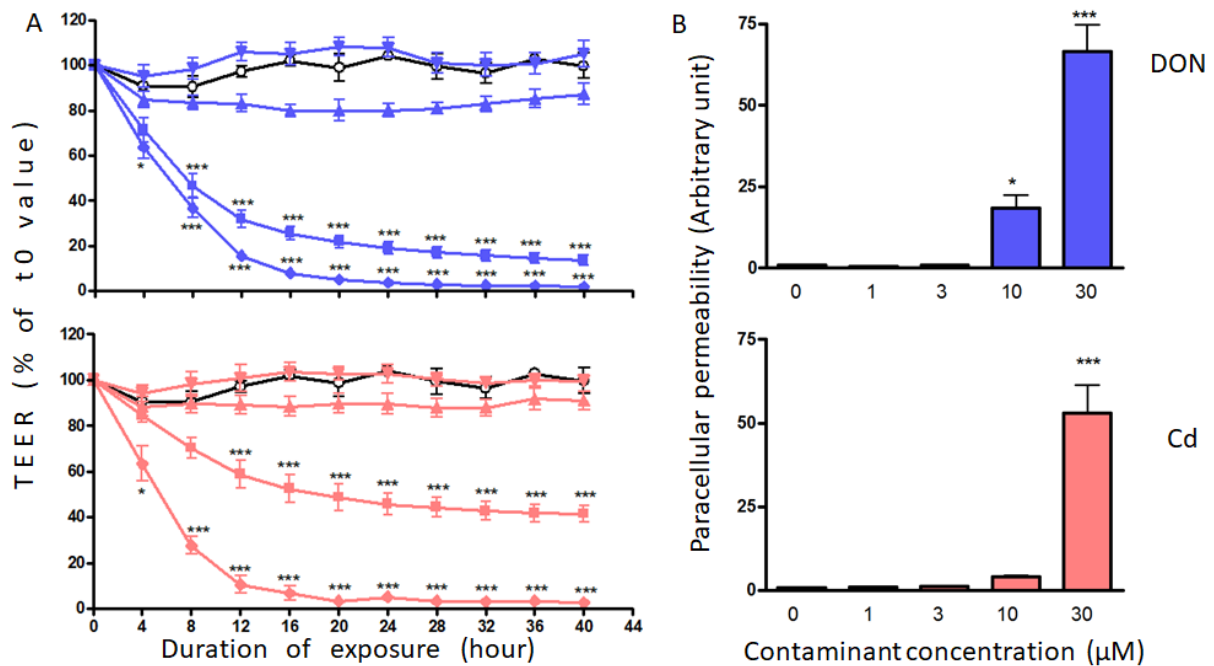 A
120
100
80
60
40
20
0
* *** *** *** *** *** *** *** *** ***
*** *** *** *** *** *** *** *** ***
120
100
80
60
40
20
0
*** *** *** *** *** *** *** ***
* *** *** *** *** *** *** *** *** ***
0 4 8 12 16 20 24 28 32 36 40 44
Duration of exposure (hour)
TEER (% of t0 value)
B
DON
75
50
25
0
* ***
0 1 3 10 30
Cd
75
50
25
0
***
0 1 3 10 30
Contaminant concentration (μM)
Paracellular permeability (Arbitrary unit)